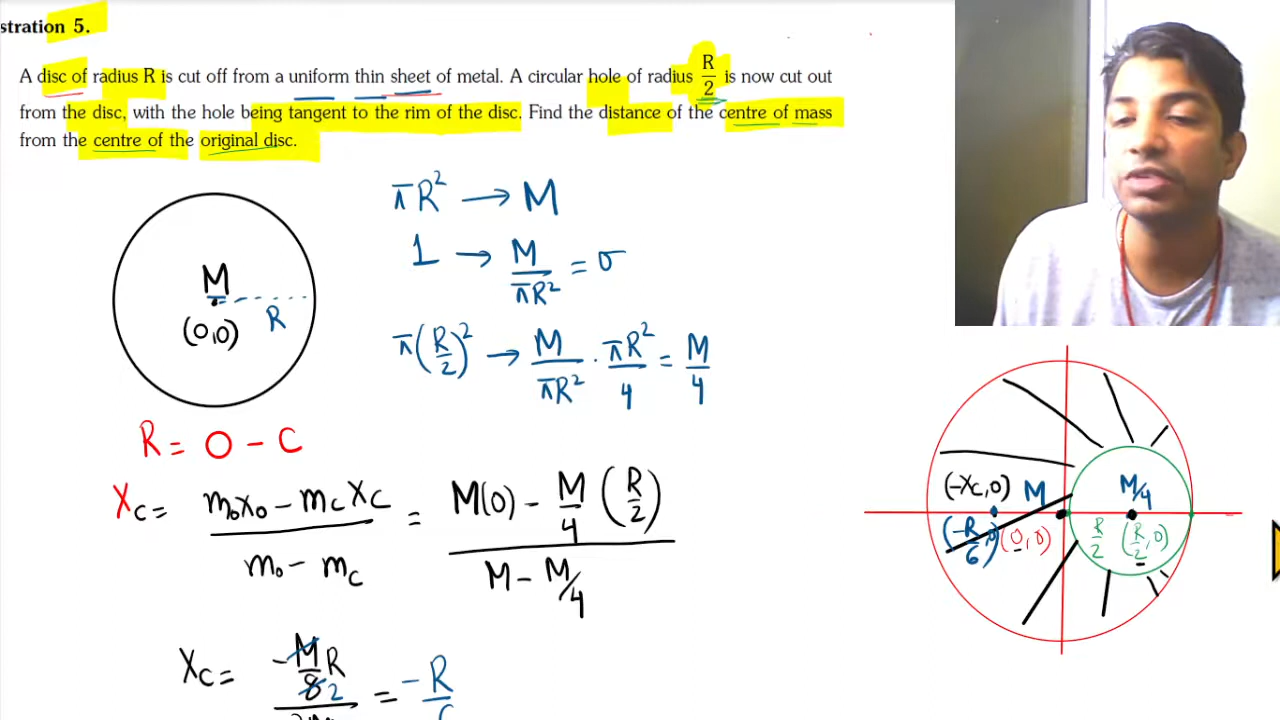 stration 5.
A disc of radius R is cut off from a uniform thin sheet of metal. A circular hole of radius R/2 is now cut out
from the disc, with the hole being tangent to the rim of the disc. Find the distance of the centre of mass
from the centre of the original disc.
πR² → M
1 → M/πR² = σ
π(R/2)² → M/πR² · πR²/4 = M/4
M
(0,0)
R
R = O - C
Xc = (m₀x₀ - mcXc)/(m₀ - mc) = (M(0) - M/4 (R/2))/(M - M/4)
(-Xc,0) M M/4
(-R/6, 0) (0,0) R/2 (R/2,0)
Xc = -M/8 R 2 = -R